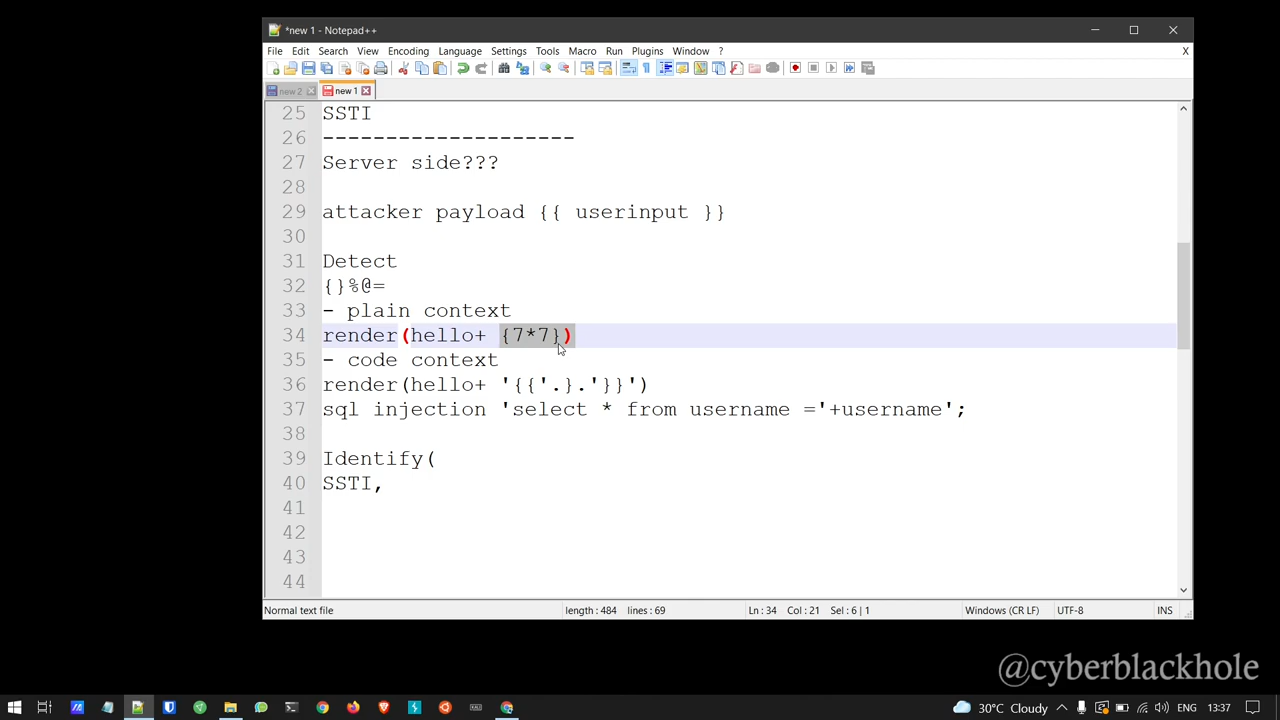 *new 1 - Notepad++
File Edit Search View Encoding Language Settings Tools Macro Run Plugins Window ? X
new 2 new 1
25 SSTI
26 --------------------
27 Server side???
28
29 attacker payload {{ userinput }}
30
31 Detect
32 {}%@=
33 - plain context
34 render(hello+ {7*7})
35 - code context
36 render(hello+ '{{'.}.'}}')
37 sql injection 'select * from username ='+username';
38
39 Identify(
40 SSTI,
41
42
43
44
Normal text file length : 484 lines : 69 Ln : 34 Col : 21 Sel : 6 | 1 Windows (CR LF) UTF-8 INS
@cyberblackhole
30°C Cloudy ENG 13:37